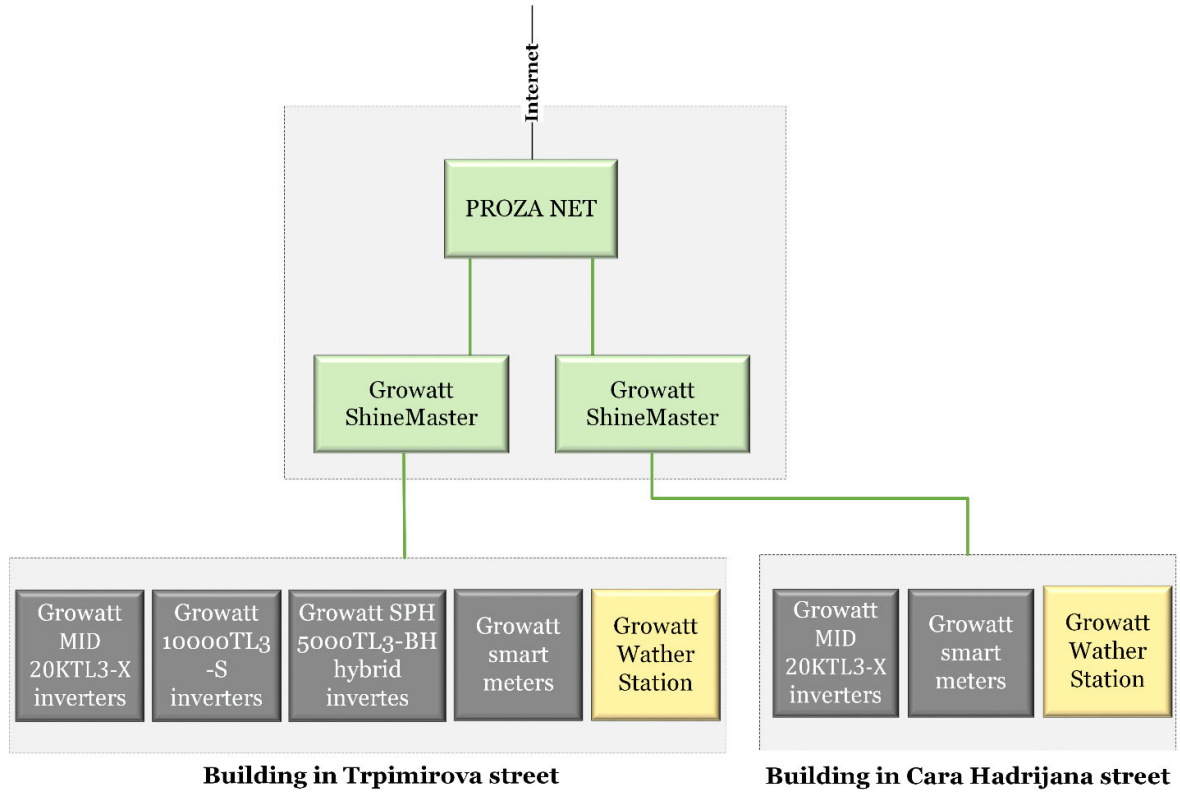 Internet
PROZA NET
Growatt
ShineMaster
Growatt
ShineMaster
Growatt
MID
20KTL3-X
inverters
Growatt
10000TL3
-S
inverters
Growatt SPH
5000TL3-BH
hybrid
invertes
Growatt
smart
meters
Growatt
Wather
Station
Growatt
MID
20KTL3-X
inverters
Growatt
smart
meters
Growatt
Wather
Station
Building in Trpimirova street
Building in Cara Hadrijana street